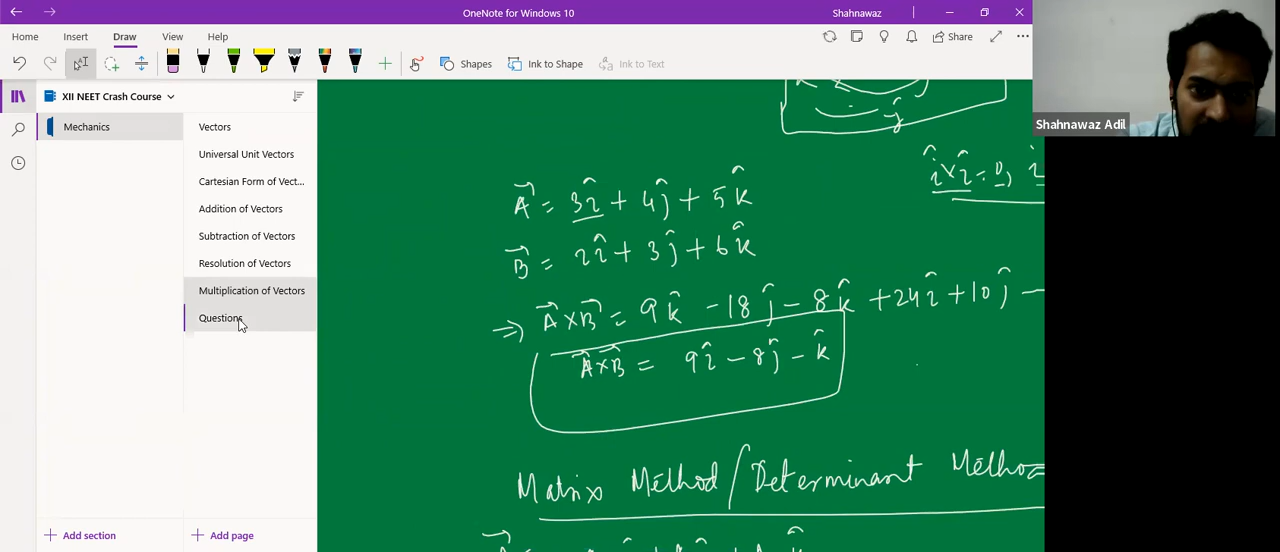 OneNote for Windows 10
Shahnawaz
Home Insert Draw View Help
Share
Shapes Ink to Shape Ink to Text
XII NEET Crash Course
Mechanics
Vectors
Universal Unit Vectors
Cartesian Form of Vect...
Addition of Vectors
Subtraction of Vectors
Resolution of Vectors
Multiplication of Vectors
Questions
Add section
Add page
Shahnawaz Adil
ĵ
î × î = 0, î
A⃗ = 3î + 4ĵ + 5k̂
B⃗ = 2î + 3ĵ + 6k̂
⇒ A⃗ × B⃗ = 9k̂ - 18ĵ - 8k̂ + 24î + 10ĵ -
A⃗ × B⃗ = 9î - 8ĵ - k̂
Matrix Method / Determinant Method